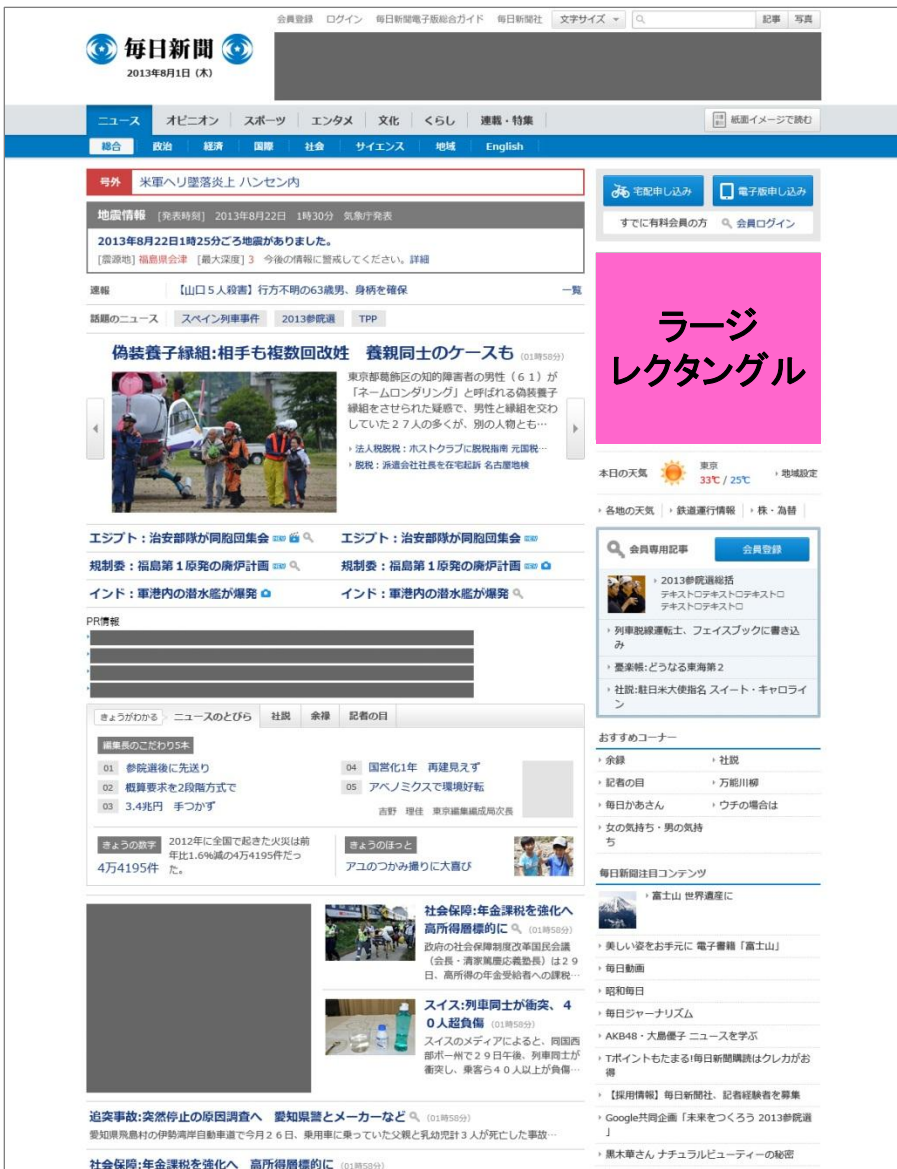 会員登録 ログイン 毎日新聞電子版総合ガイド 毎日新聞社 文字サイズ 記事 写真
毎日新聞
2013年8月1日（木）
ニュース オピニオン スポーツ エンタメ 文化 くらし 連載・特集 紙面イメージで読む
総合 政治 経済 国際 社会 サイエンス 地域 English
号外 米軍ヘリ墜落炎上 ハンセン内
地震情報 [発表時刻] 2013年8月22日 1時30分 気象庁発表
2013年8月22日1時25分ごろ地震がありました。
[震源地] 福島県会津 [最大深度] 3 今後の情報に警戒してください。詳細
速報 【山口５人殺害】行方不明の63歳男、身柄を確保 一覧
話題のニュース スペイン列車事件 2013参院選 TPP
偽装養子縁組:相手も複数回改姓 養親同士のケースも (01時58分)
東京都葛飾区の知的障害者の男性（６１）が
「ネームロンダリング」と呼ばれる偽装養子
縁組をさせられた疑惑で、男性と縁組を交わ
していた２７人の多くが、別の人物とも…
法人税脱税：ホストクラブに脱税指南 元国税…
脱税：派遣会社社長を在宅起訴 名古屋地検
エジプト：治安部隊が同胞団集会 エジプト：治安部隊が同胞団集会
規制委：福島第１原発の廃炉計画 規制委：福島第１原発の廃炉計画
インド：軍港内の潜水艦が爆発 インド：軍港内の潜水艦が爆発
PR情報
きょうがわかる ニュースのとびら 社説 余禄 記者の目
編集長のこだわり5本
01 参院選後に先送り 04 国営化1年 再建見えず
02 概算要求を2段階方式で 05 アベノミクスで環境好転
03 3.4兆円 手つかず 吉野 理佳 東京編集編成局次長
きょうの数字 2012年に全国で起きた火災は前
年比1.6%減の4万4195件だっ
4万4195件 た。
きょうのほっと
アユのつかみ撮りに大喜び
社会保障:年金課税を強化へ
高所得層標的に (01時58分)
政府の社会保障制度改革国民会議
（会長・清家篤慶応義塾長）は２９
日、高所得の年金受給者への課税…
スイス:列車同士が衝突、４
０人超負傷 (01時58分)
スイスのメディアによると、同国西
部ボー州で２９日午後、列車同士が
衝突し、乗客ら４０人以上が負傷…
追突事故:突然停止の原因調査へ 愛知県警とメーカーなど (01時58分)
愛知県飛島村の伊勢湾岸自動車道で今月２６日、乗用車に乗っていた父親と乳幼児計３人が死亡した事故…
社会保障:年金課税を強化へ 高所得層標的に (01時58分)
宅配申し込み 電子版申し込み
すでに有料会員の方 会員ログイン
ラージ
レクタングル
本日の天気 東京 33℃ / 25℃ 地域設定
各地の天気 鉄道運行情報 株・為替
会員専用記事 会員登録
2013参院選総括
テキスト□テキスト□テキスト□
テキスト□テキスト□
列車脱線運転士、フェイスブックに書き込
み
憂楽帳:どうなる東海第２
社説:駐日米大使指名 スイート・キャロライ
ン
おすすめコーナー
余録 社説
記者の目 万能川柳
毎日かあさん ウチの場合は
女の気持ち・男の気持
ち
毎日新聞注目コンテンツ
富士山 世界遺産に
美しい姿をお手元に 電子書籍「富士山」
毎日動画
昭和毎日
毎日ジャーナリズム
AKB48・大島優子 ニュースを学ぶ
Tポイントもたまる!毎日新聞購読はクレカがお
得
【採用情報】毎日新聞社、記者経験者を募集
Google共同企画「未来をつくろう 2013参院選
」
黒木華さん ナチュラルビューティーの秘密